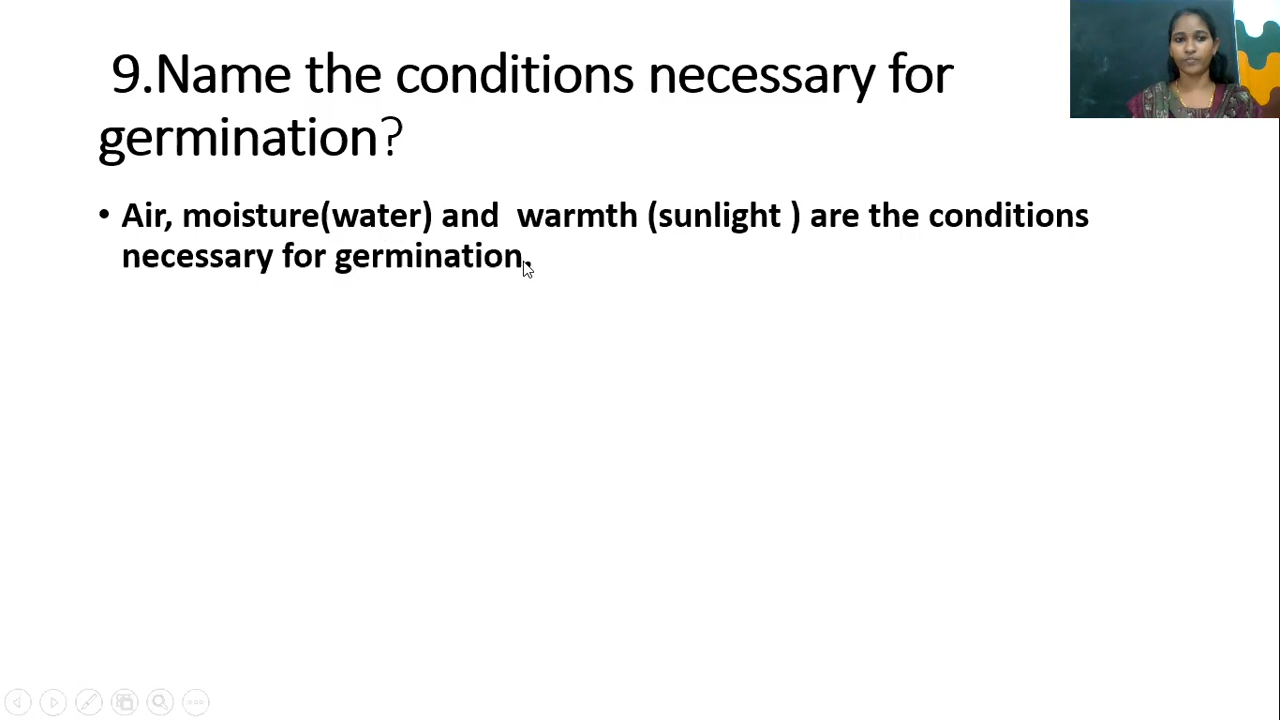 9.Name the conditions necessary for
germination?
• Air, moisture(water) and  warmth (sunlight ) are the conditions
necessary for germination.